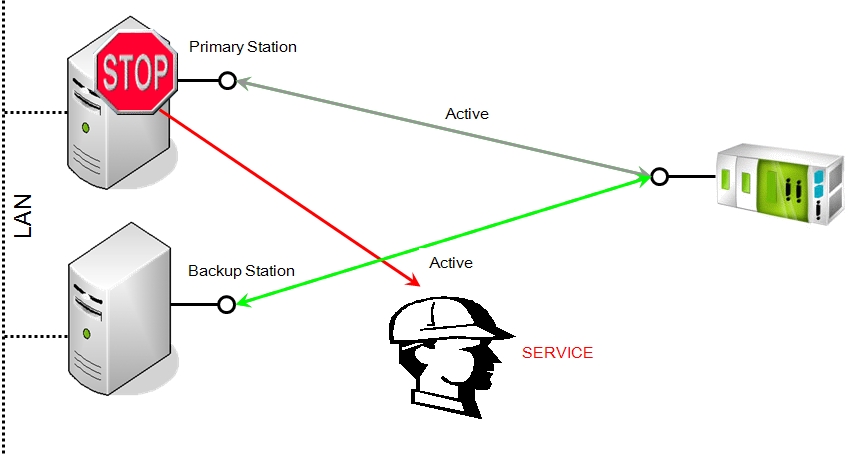 Primary Station
STOP
Active
LAN
Backup Station
Active
SERVICE